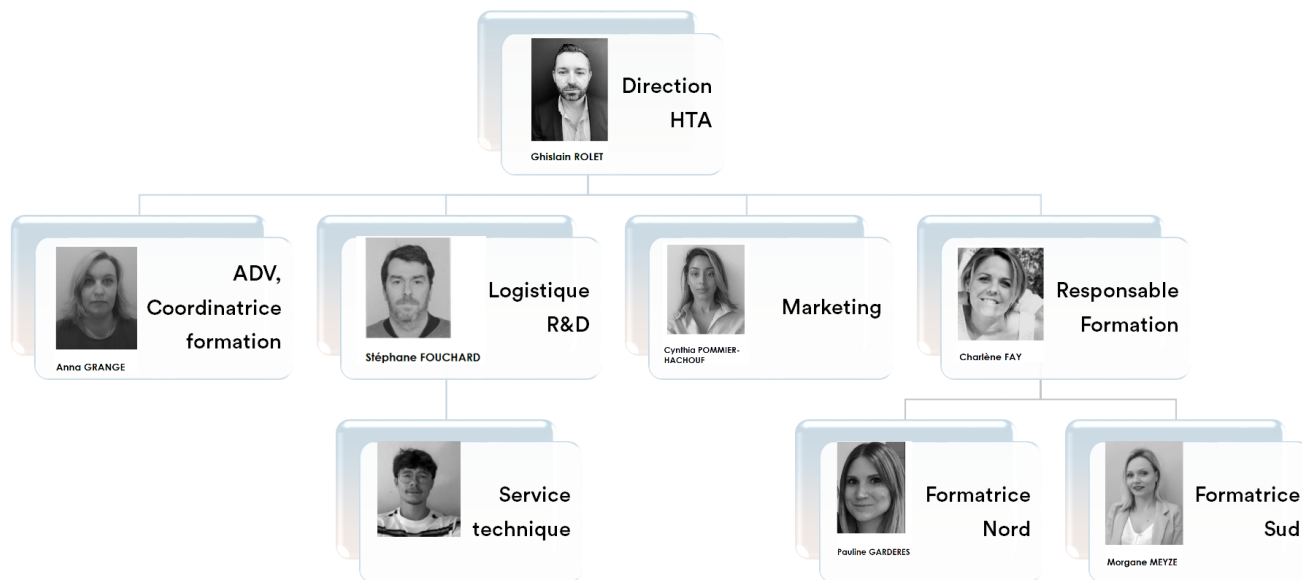 Direction
HTA
Ghislain ROLET
ADV,
Coordinatrice
formation
Anna GRANGE
Logistique
R&D
Stéphane FOUCHARD
Marketing
Cynthia POMMIER-
HACHOUF
Responsable
Formation
Charlène FAY
Service
technique
Formatrice
Nord
Pauline GARDERES
Formatrice
Sud
Morgane MEYZE